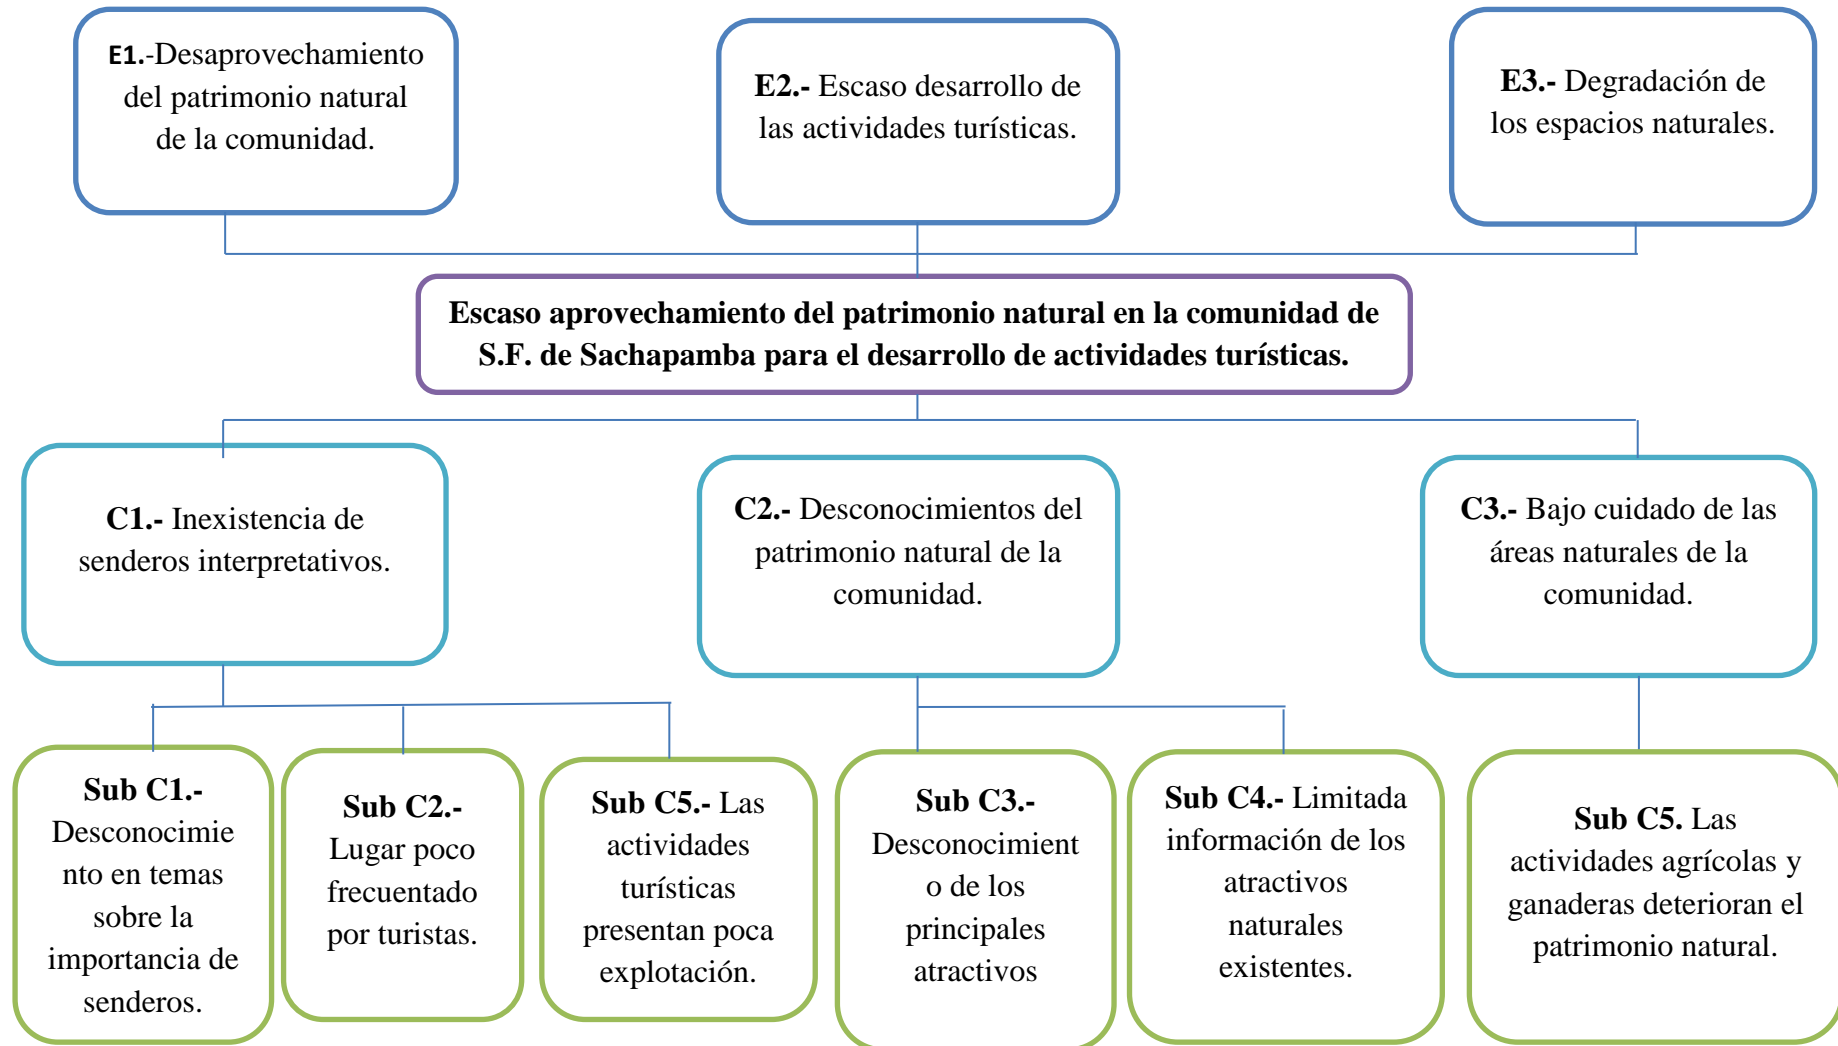 E1.-Desaprovechamiento
del patrimonio natural
de la comunidad.
E2.- Escaso desarrollo de
las actividades turísticas.
E3.- Degradación de
los espacios naturales.
Escaso aprovechamiento del patrimonio natural en la comunidad de
S.F. de Sachapamba para el desarrollo de actividades turísticas.
C1.- Inexistencia de
senderos interpretativos.
C2.- Desconocimientos del
patrimonio natural de la
comunidad.
C3.- Bajo cuidado de las
áreas naturales de la
comunidad.
Sub C1.-
Desconocimie
nto en temas
sobre la
importancia de
senderos.
Sub C2.-
Lugar poco
frecuentado
por turistas.
Sub C5.- Las
actividades
turísticas
presentan poca
explotación.
Sub C3.-
Desconocimient
o de los
principales
atractivos
Sub C4.- Limitada
información de los
atractivos
naturales
existentes.
Sub C5. Las
actividades agrícolas y
ganaderas deterioran el
patrimonio natural.